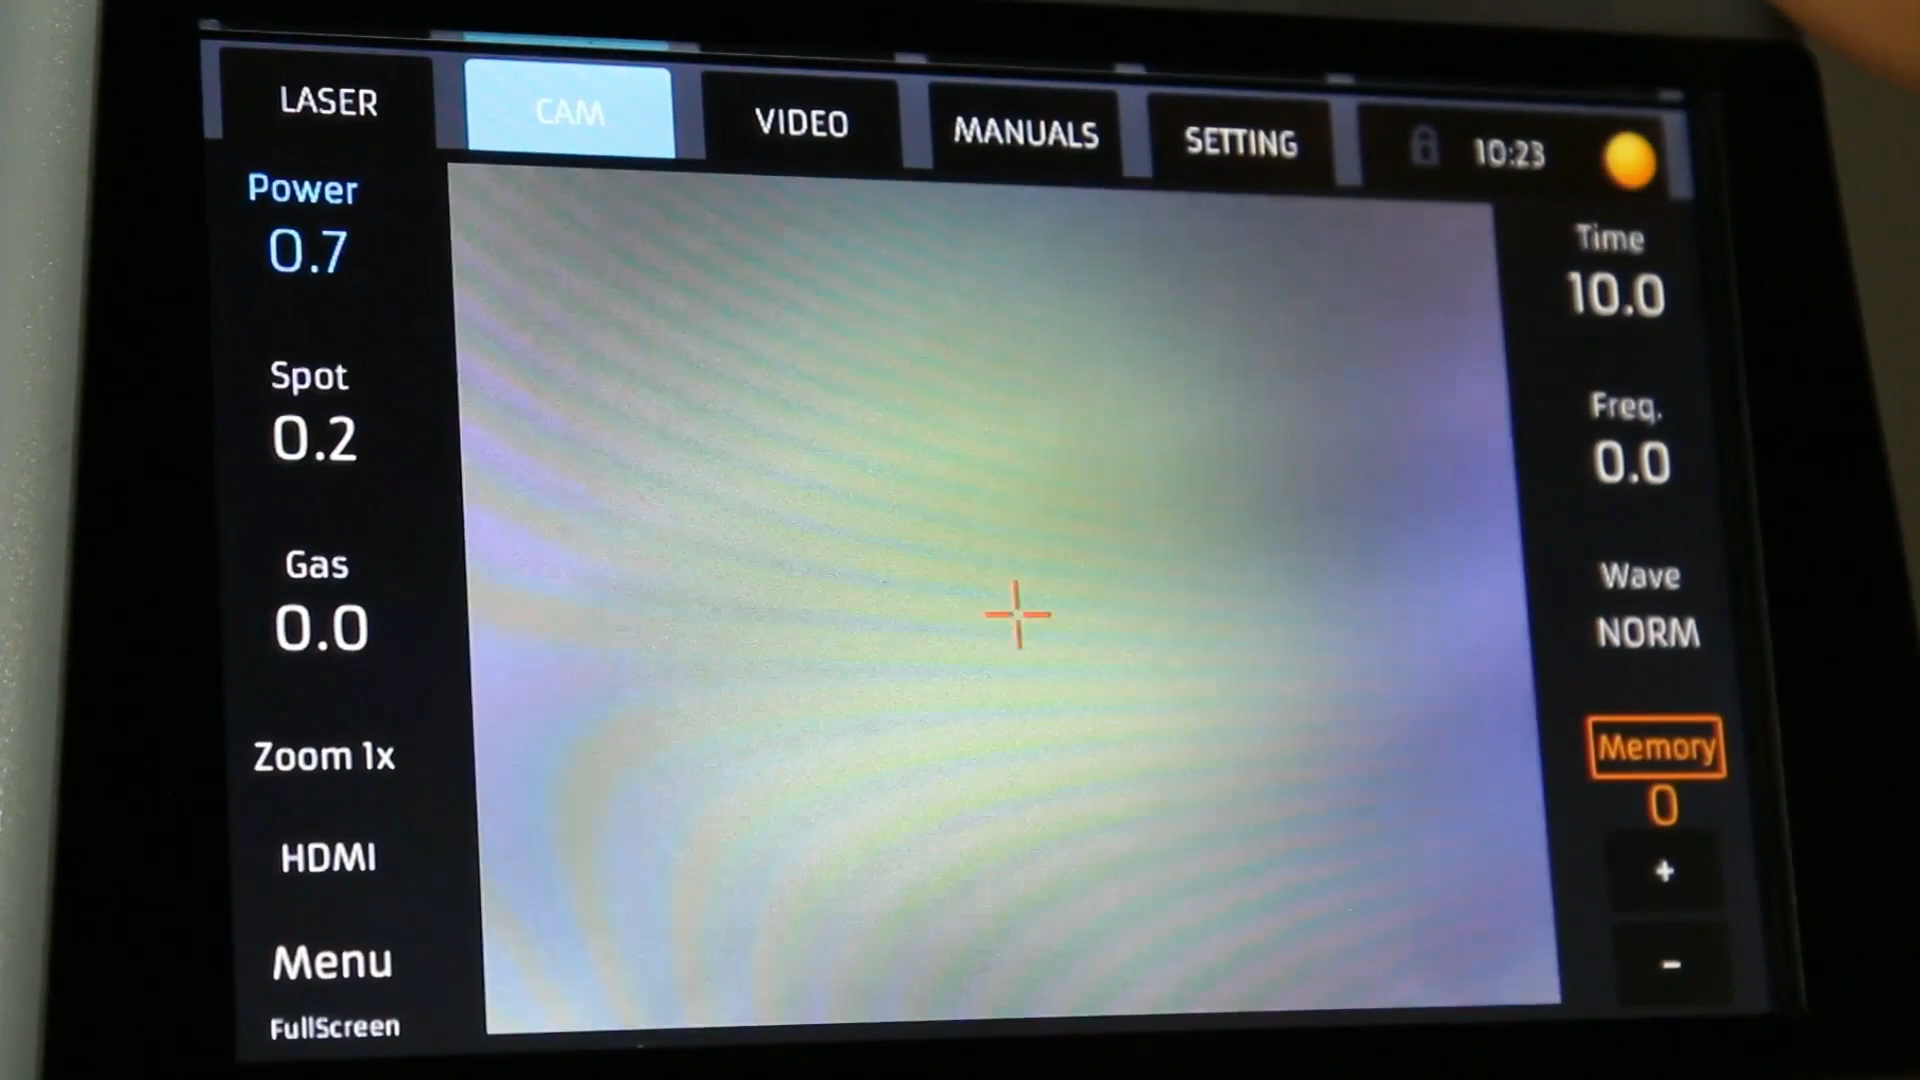 LASER CAM VIDEO MANUALS SETTING 10:23
Power
0.7
Spot
0.2
Gas
0.0
Zoom 1x
HDMI
Menu
FullScreen
Time
10.0
Freq.
0.0
Wave
NORM
Memory
0
+
-